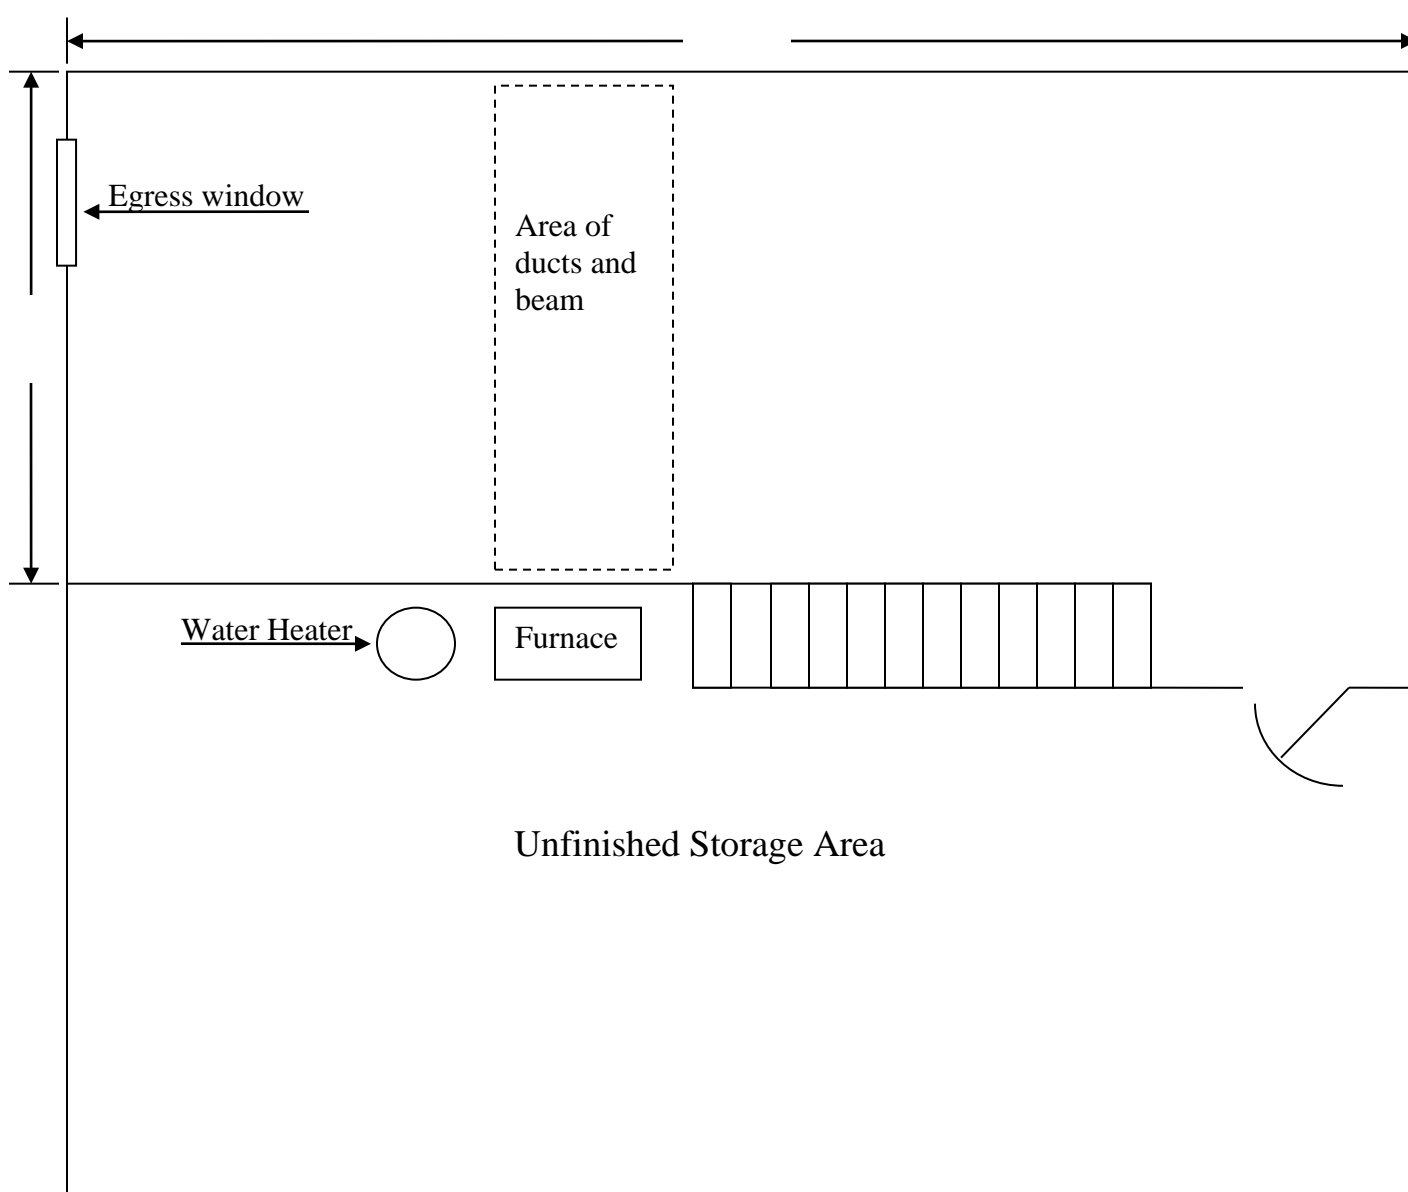 Egress window
Area of
ducts and
beam
Water Heater
Furnace
Unfinished Storage Area